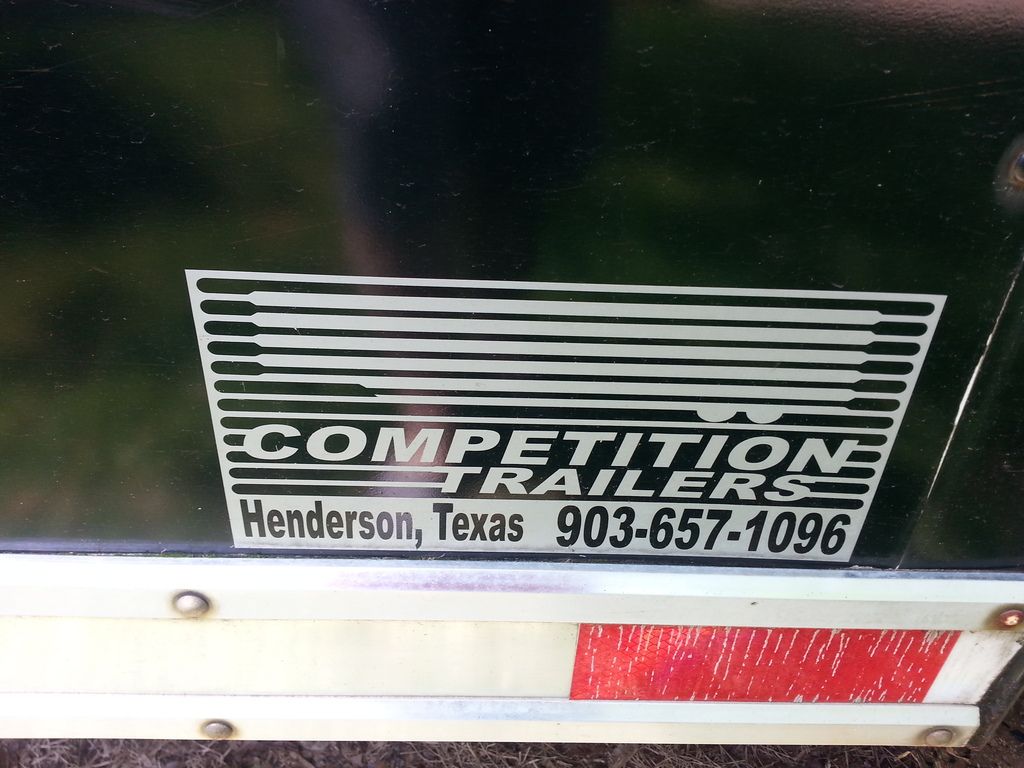 COMPETITION
TRAILERS
Henderson, Texas 903-657-1096